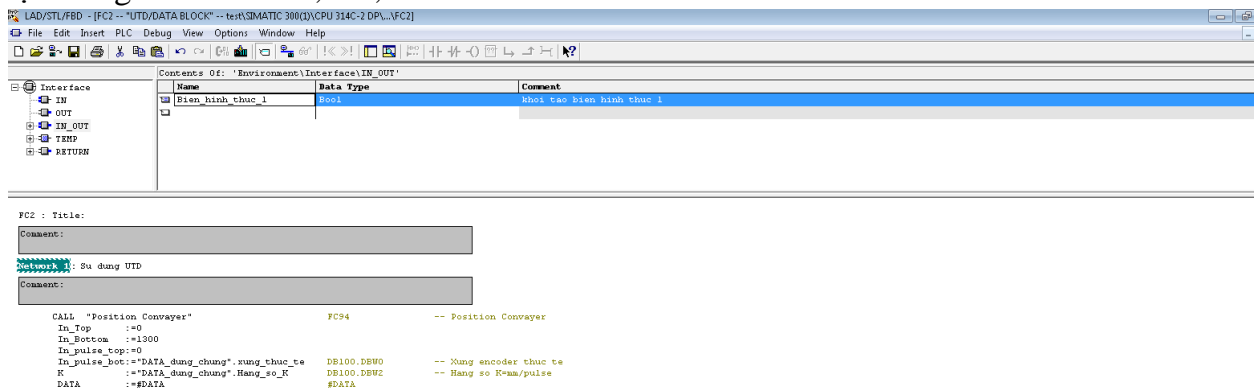 LAD/STL/FBD - [FC2 -- "UTD/DATA BLOCK" -- test\SIMATIC 300(1)\CPU 314C-2 DP\...\FC2]
File Edit Insert PLC Debug View Options Window Help
Contents Of: 'Environment\Interface\IN_OUT'
Interface
IN
OUT
IN_OUT
TEMP
RETURN
Name Data Type Comment
Bien_hinh_thuc_1 Bool khoi tao bien hinh thuc 1
FC2 : Title:
Comment:
Network 1: Su dung UTD
Comment:
CALL "Position Convayer" FC94 -- Position Convayer
In_Top :=0
In_Bottom :=1300
In_pulse_top:=0
In_pulse_bot:="DATA_dung_chung".xung_thuc_te DB100.DBW0 -- Xung encoder thuc te
K :="DATA_dung_chung".Hang_so_K DB100.DBW2 -- Hang so K=mm/pulse
DATA :=#DATA #DATA